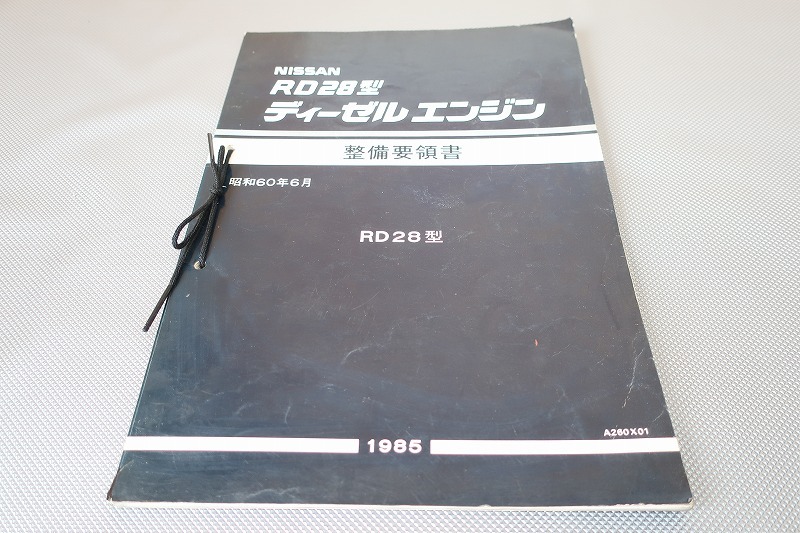 NISSAN
RD28型
ディーゼル エンジン
整備要領書
昭和60年6月
RD28型
A260X01
1985